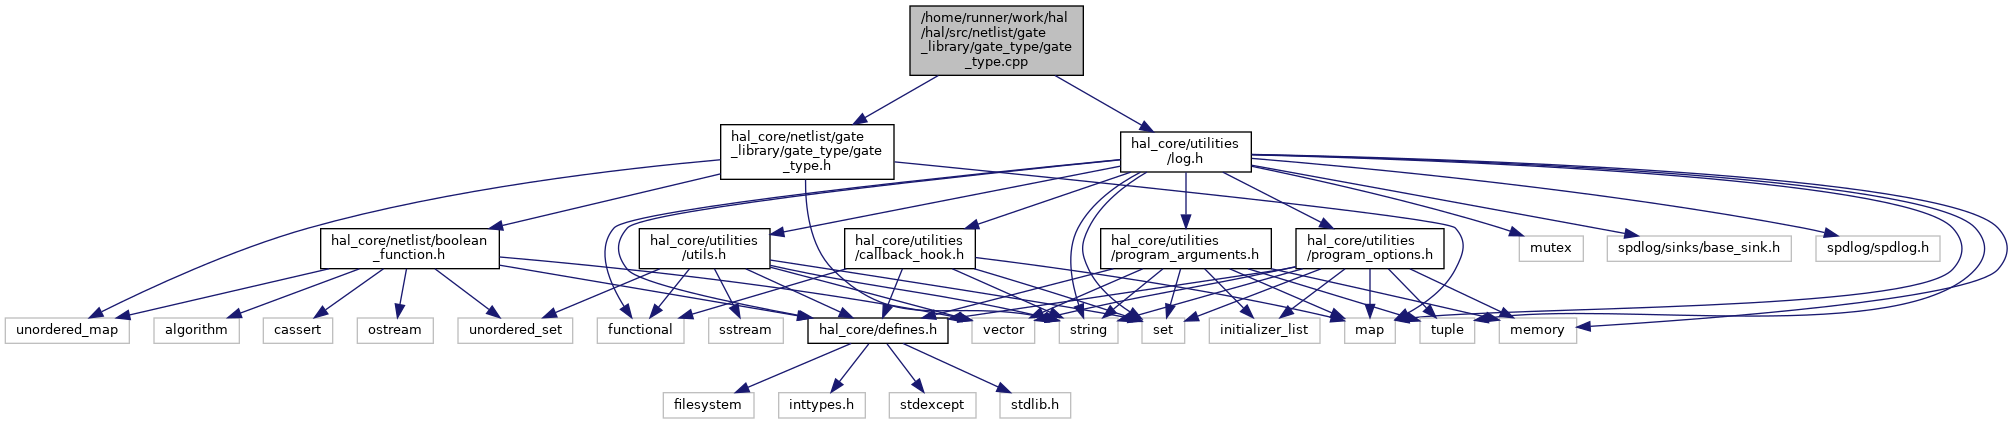 /home/runner/work/hal
/hal/src/netlist/gate
_library/gate_type/gate
_type.cpp
hal_core/netlist/gate
_library/gate_type/gate
_type.h
hal_core/utilities
/log.h
hal_core/netlist/boolean
_function.h
hal_core/utilities
/utils.h
hal_core/utilities
/callback_hook.h
hal_core/utilities
/program_arguments.h
hal_core/utilities
/program_options.h
mutex
spdlog/sinks/base_sink.h
spdlog/spdlog.h
unordered_map
algorithm
cassert
ostream
unordered_set
functional
sstream
hal_core/defines.h
vector
string
set
initializer_list
map
tuple
memory
filesystem
inttypes.h
stdexcept
stdlib.h